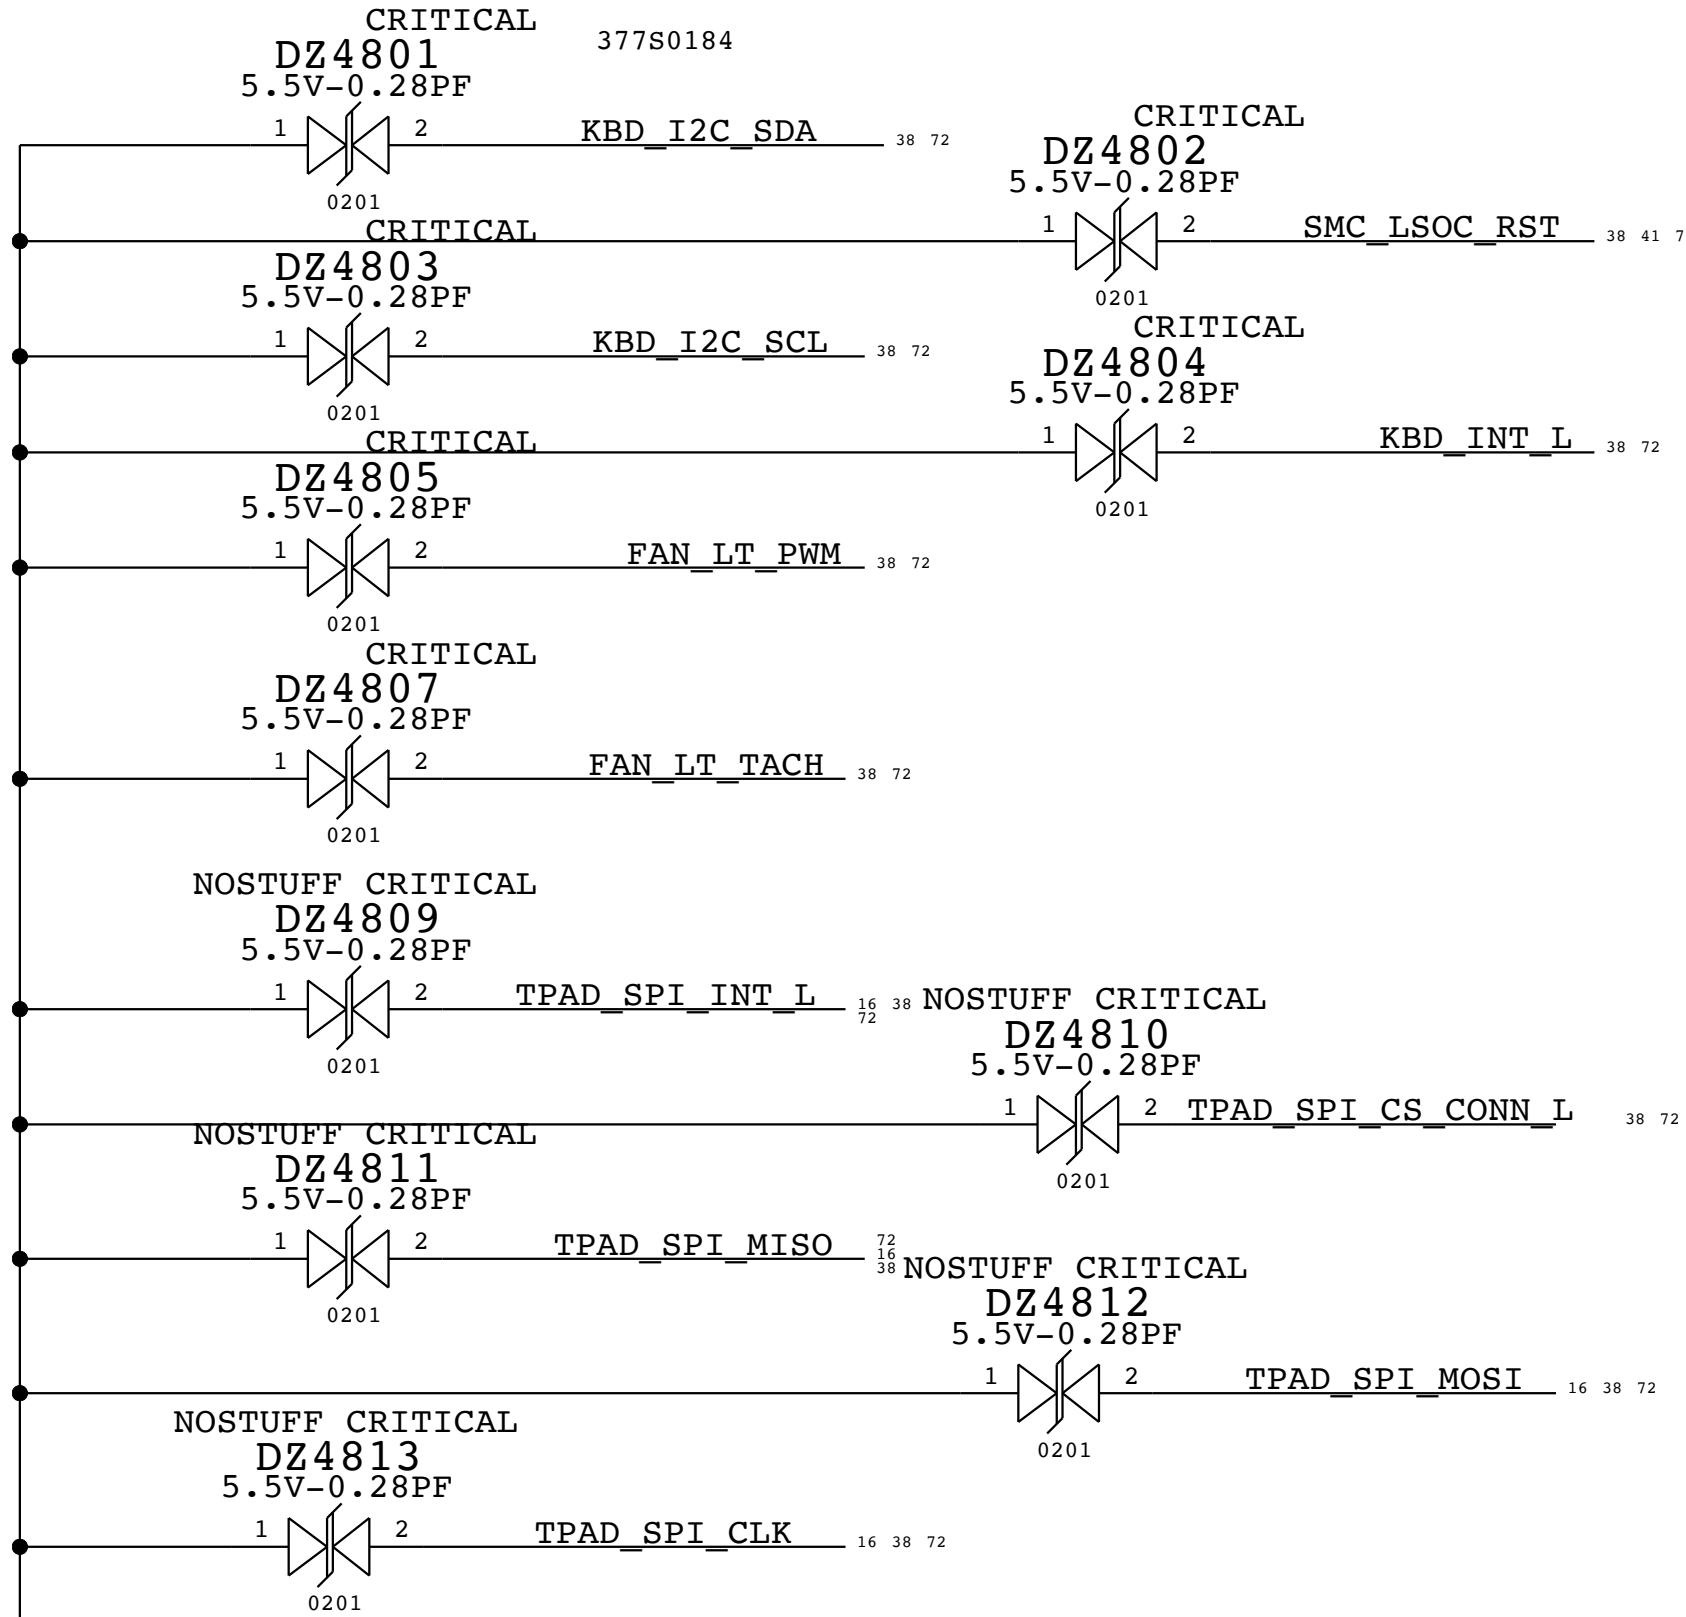 CRITICAL
377S0184
DZ4801
5.5V-0.28PF
1 2 KBD_I2C_SDA 38 72
0201
CRITICAL
DZ4802
5.5V-0.28PF
1 2 SMC_LSOC_RST 38 41 7
0201
CRITICAL
DZ4803
5.5V-0.28PF
1 2 KBD_I2C_SCL 38 72
0201
CRITICAL
DZ4804
5.5V-0.28PF
1 2 KBD_INT_L 38 72
0201
CRITICAL
DZ4805
5.5V-0.28PF
1 2 FAN_LT_PWM 38 72
0201
CRITICAL
DZ4807
5.5V-0.28PF
1 2 FAN_LT_TACH 38 72
0201
NOSTUFF CRITICAL
DZ4809
5.5V-0.28PF
1 2 TPAD_SPI_INT_L 16 38
72
0201
NOSTUFF CRITICAL
DZ4810
5.5V-0.28PF
1 2 TPAD_SPI_CS_CONN_L 38 72
0201
NOSTUFF CRITICAL
DZ4811
5.5V-0.28PF
1 2 TPAD_SPI_MISO 72
16
38
0201
NOSTUFF CRITICAL
DZ4812
5.5V-0.28PF
1 2 TPAD_SPI_MOSI 16 38 72
0201
NOSTUFF CRITICAL
DZ4813
5.5V-0.28PF
1 2 TPAD_SPI_CLK 16 38 72
0201